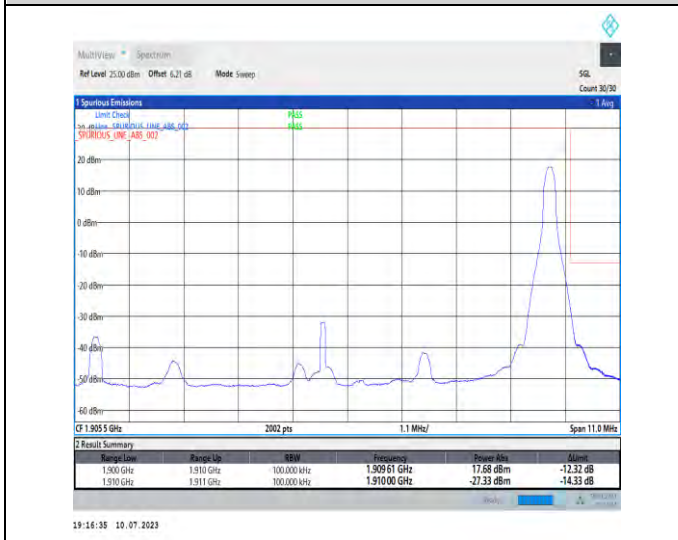 MultiView Spectrum
Ref Level 25.00 dBm Offset 6.21 dB Mode Sweep SGL
Count 30/30
1 Spurious Emissions 1 Avg
Limit Check PASS
Line _SPURIOUS_LINE_ABS_002 PASS
_SPURIOUS_LINE_ABS_002
20 dBm
10 dBm
0 dBm
-10 dBm
-20 dBm
-30 dBm
-40 dBm
-50 dBm
-60 dBm
CF 1.905 5 GHz 2002 pts 1.1 MHz/ Span 11.0 MHz
2 Result Summary
Range Low Range Up RBW Frequency Power Abs ΔLimit
1.900 GHz 1.910 GHz 100.000 kHz 1.909 61 GHz 17.68 dBm -12.32 dB
1.910 GHz 1.911 GHz 100.000 kHz 1.910 00 GHz -27.33 dBm -14.33 dB
19:16:35 10.07.2023